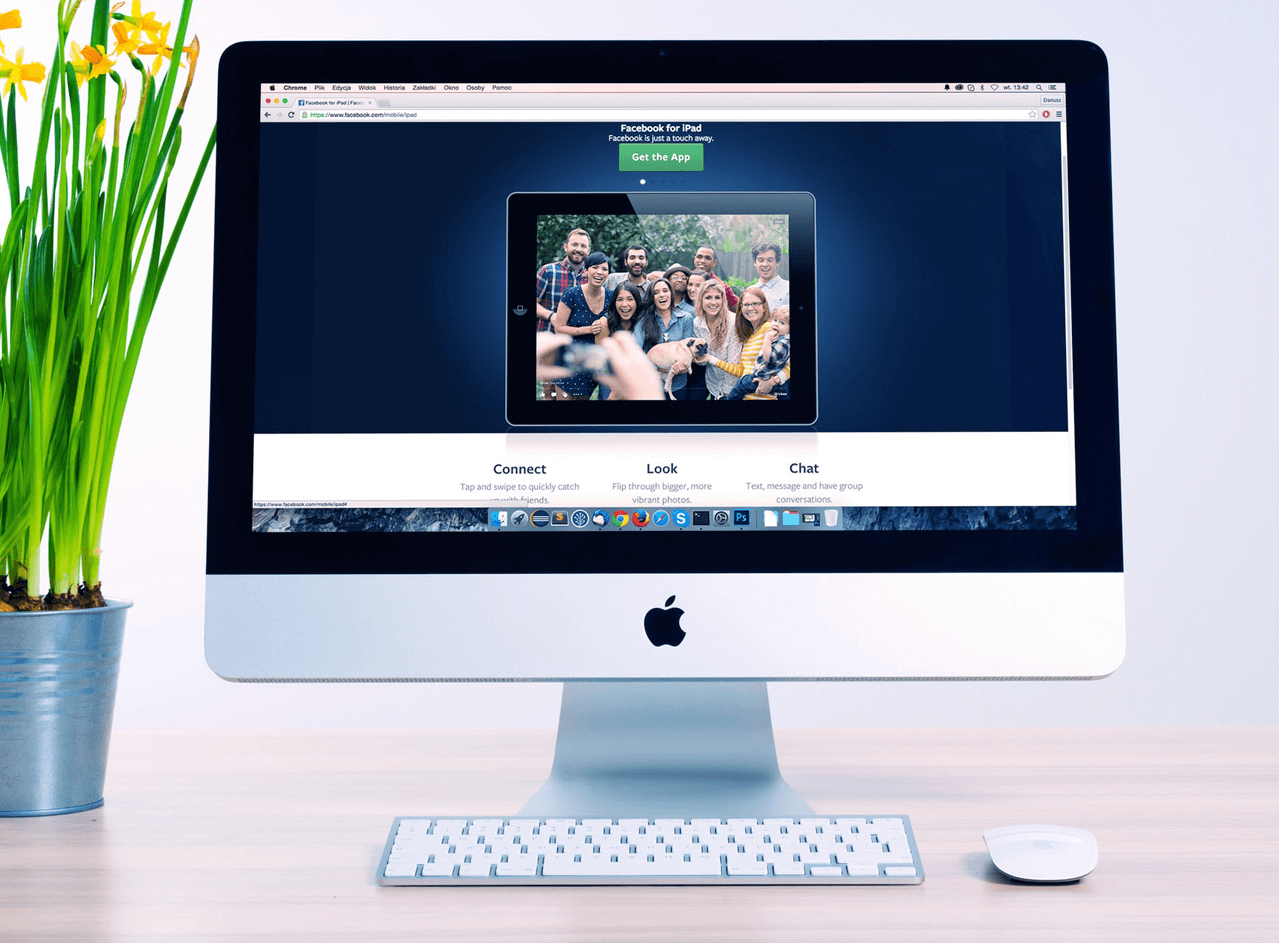 Chrome Plik Edycja Widok Historia Zakładki Okno Osoby Pomoc wt. 13:42
Facebook for iPad | Faceb Dariusz
https://www.facebook.com/mobile/ipad
Facebook for iPad
Facebook is just a touch away.
Get the App
Connect Look Chat
Tap and swipe to quickly catch Flip through bigger, more Text, message and have group
up with friends. vibrant photos. conversations.
https://www.facebook.com/mobile/ipad#
S Ps